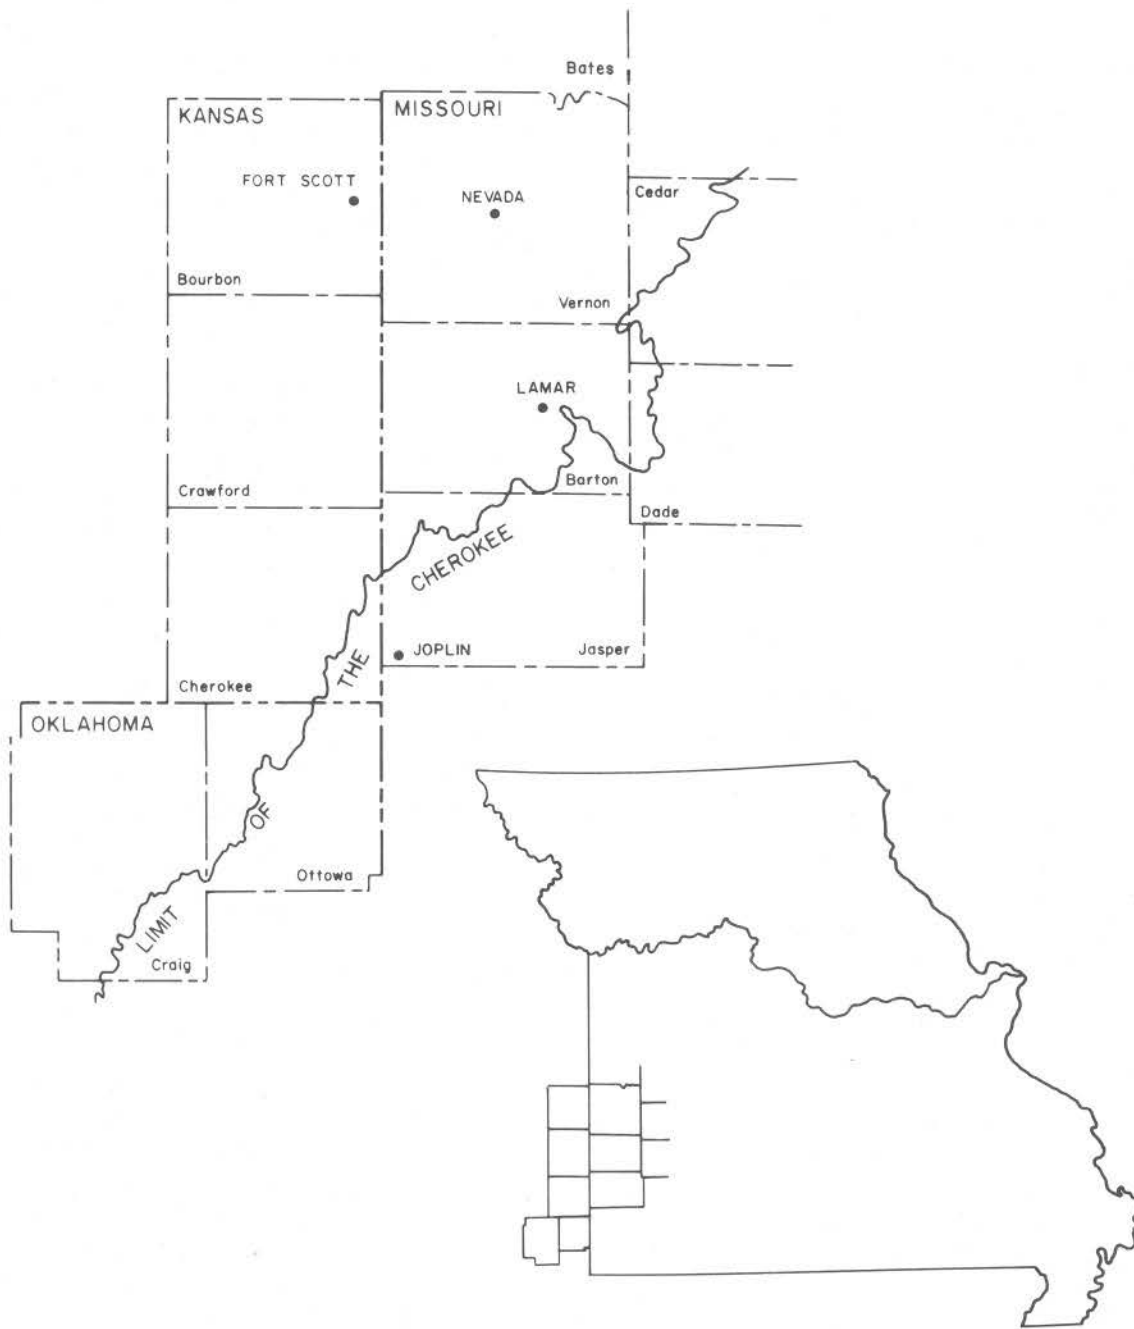 Bates
KANSAS
MISSOURI
FORT SCOTT
NEVADA
Cedar
Bourbon
Vernon
LAMAR
Crawford
Barton
Dade
CHEROKEE
THE
JOPLIN
Jasper
Cherokee
OKLAHOMA
OF
Ottowa
LIMIT
Craig